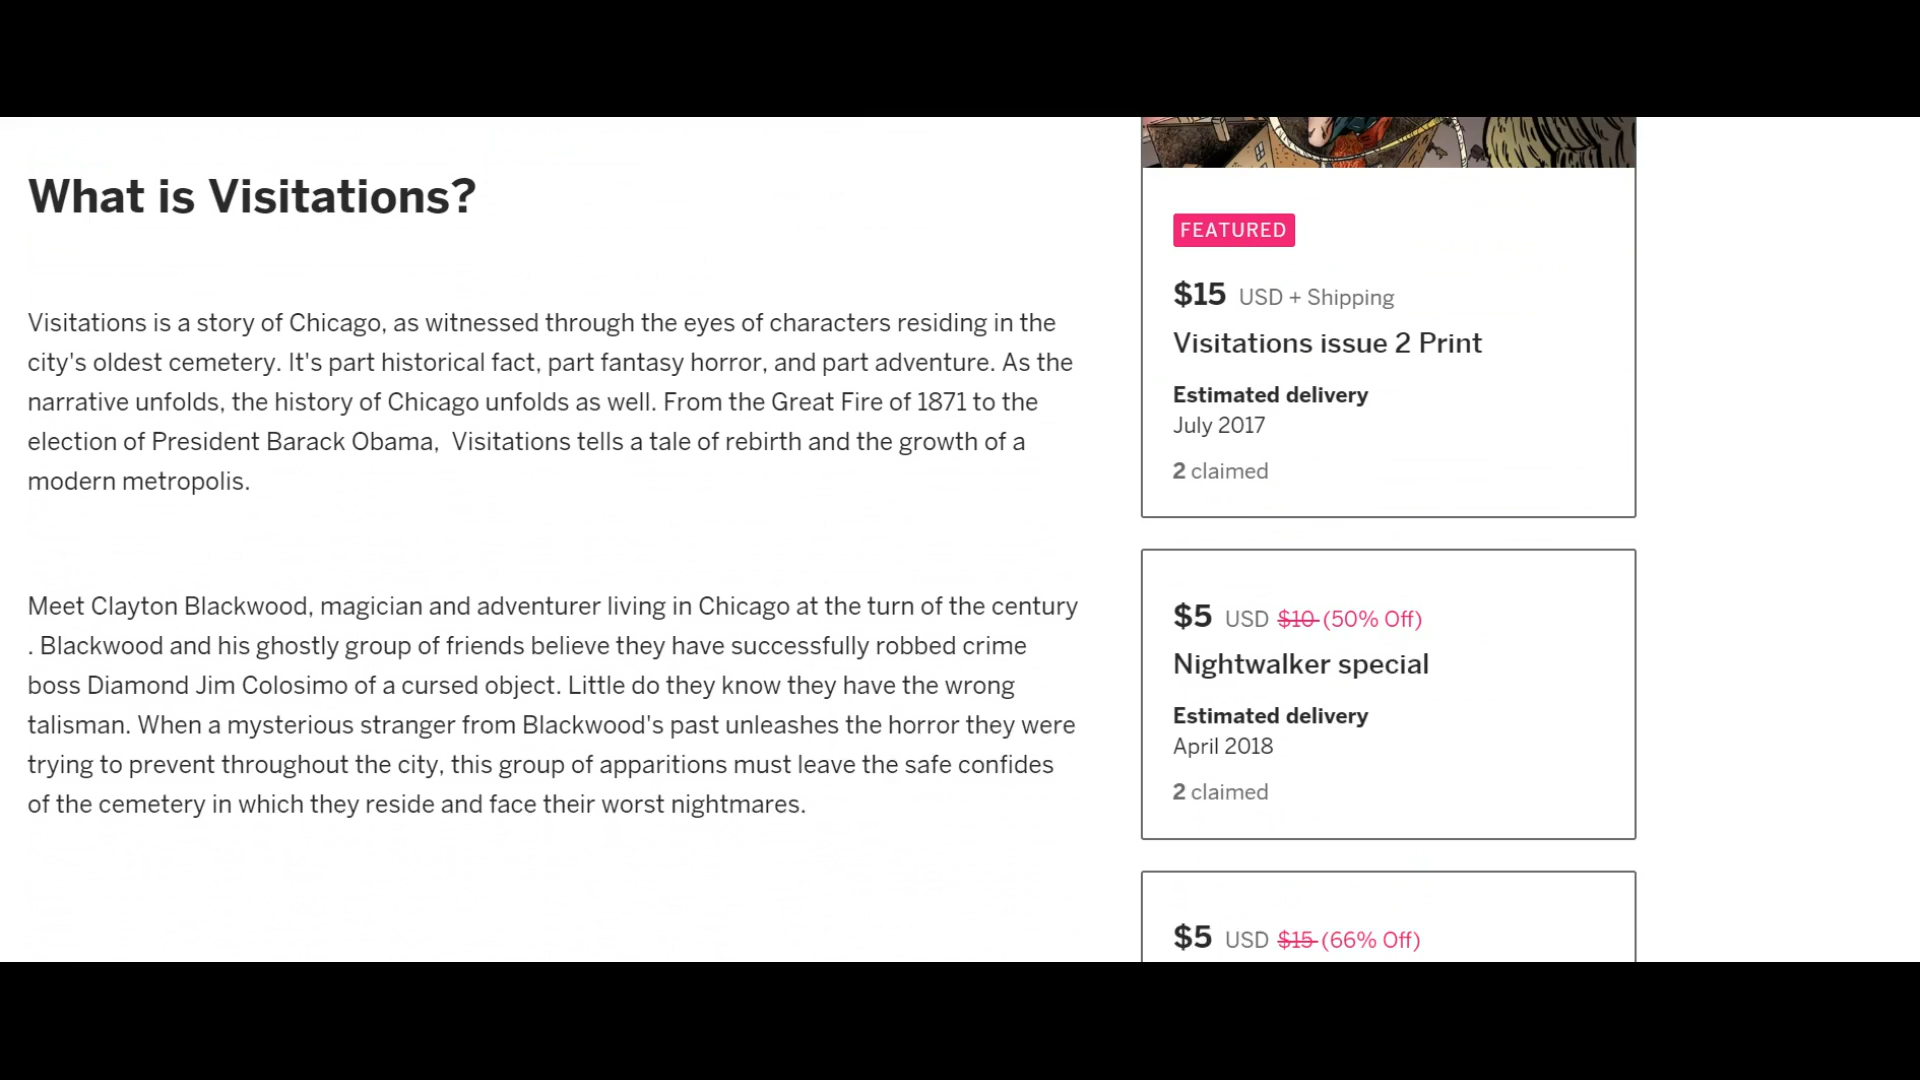 What is Visitations?
Visitations is a story of Chicago, as witnessed through the eyes of characters residing in the
city's oldest cemetery. It's part historical fact, part fantasy horror, and part adventure. As the
narrative unfolds, the history of Chicago unfolds as well. From the Great Fire of 1871 to the
election of President Barack Obama,  Visitations tells a tale of rebirth and the growth of a
modern metropolis.
Meet Clayton Blackwood, magician and adventurer living in Chicago at the turn of the century
. Blackwood and his ghostly group of friends believe they have successfully robbed crime
boss Diamond Jim Colosimo of a cursed object. Little do they know they have the wrong
talisman. When a mysterious stranger from Blackwood's past unleashes the horror they were
trying to prevent throughout the city, this group of apparitions must leave the safe confides
of the cemetery in which they reside and face their worst nightmares.
FEATURED
$15 USD + Shipping
Visitations issue 2 Print
Estimated delivery
July 2017
2 claimed
$5 USD $10 (50% Off)
Nightwalker special
Estimated delivery
April 2018
2 claimed
$5 USD $15 (66% Off)